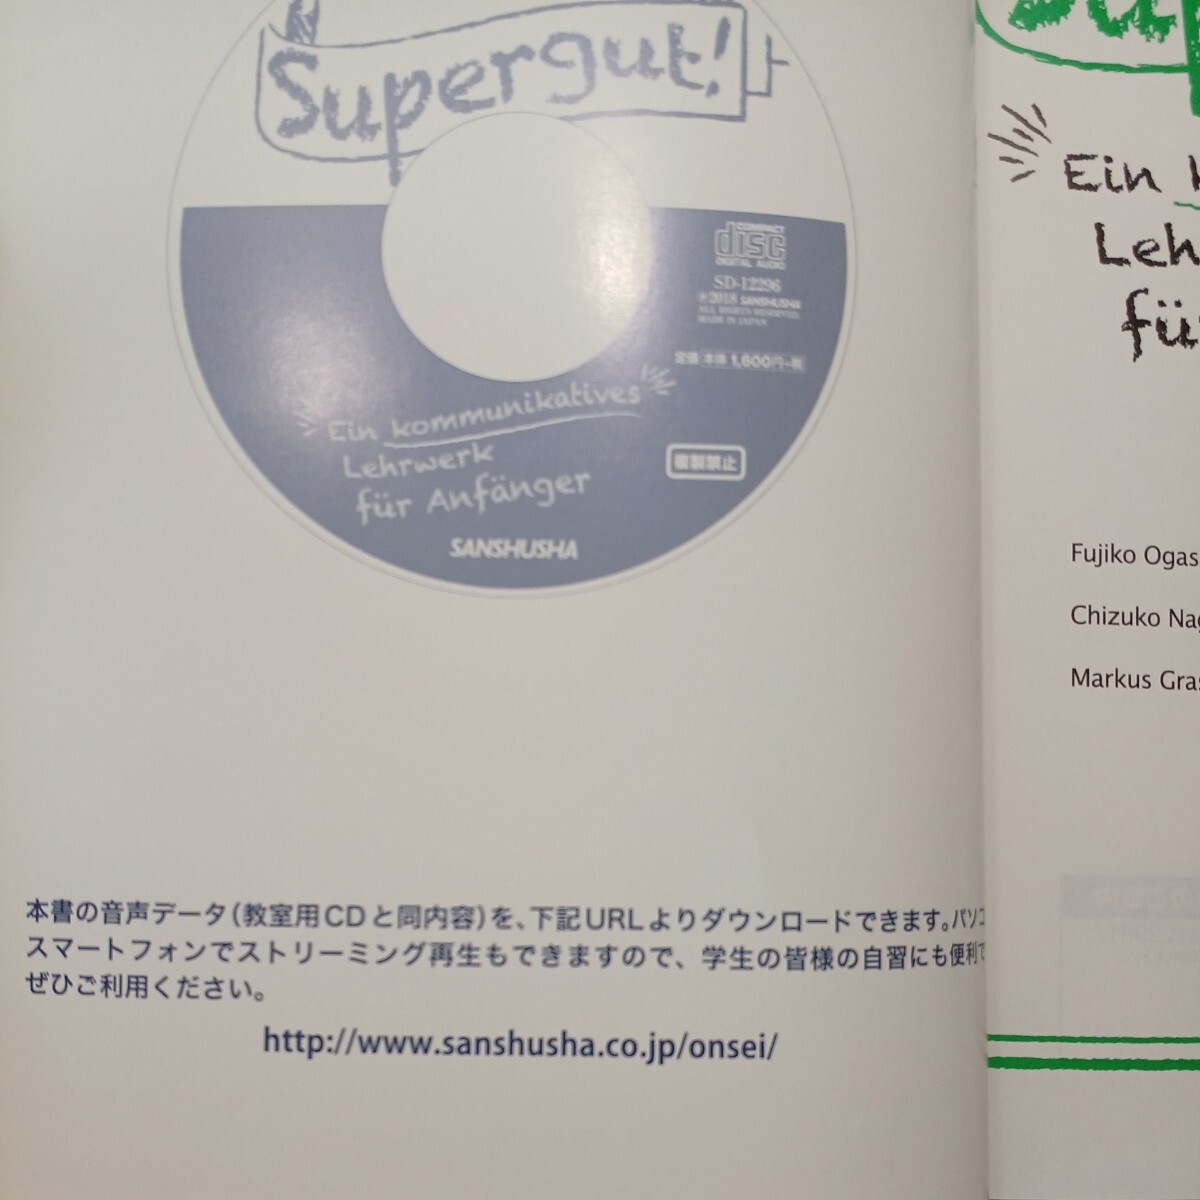 Supergut!
COMPACT
disc
DIGITAL AUDIO
SD-12296
℗2018 SANSHUSHA
ALL RIGHTS RESERVED.
MADE IN JAPAN
定価 本体 1,600円+税
Ein kommunikatives
Lehrwerk
für Anfänger
複製禁止
SANSHUSHA
本書の音声データ(教室用CDと同内容)を、下記URLよりダウンロードできます。パソコ
スマートフォンでストリーミング再生もできますので、学生の皆様の自習にも便利で
ぜひご利用ください。
http://www.sanshusha.co.jp/onsei/
Sup
Ein k
Leh
für
Fujiko Ogas
Chizuko Nag
Markus Gras